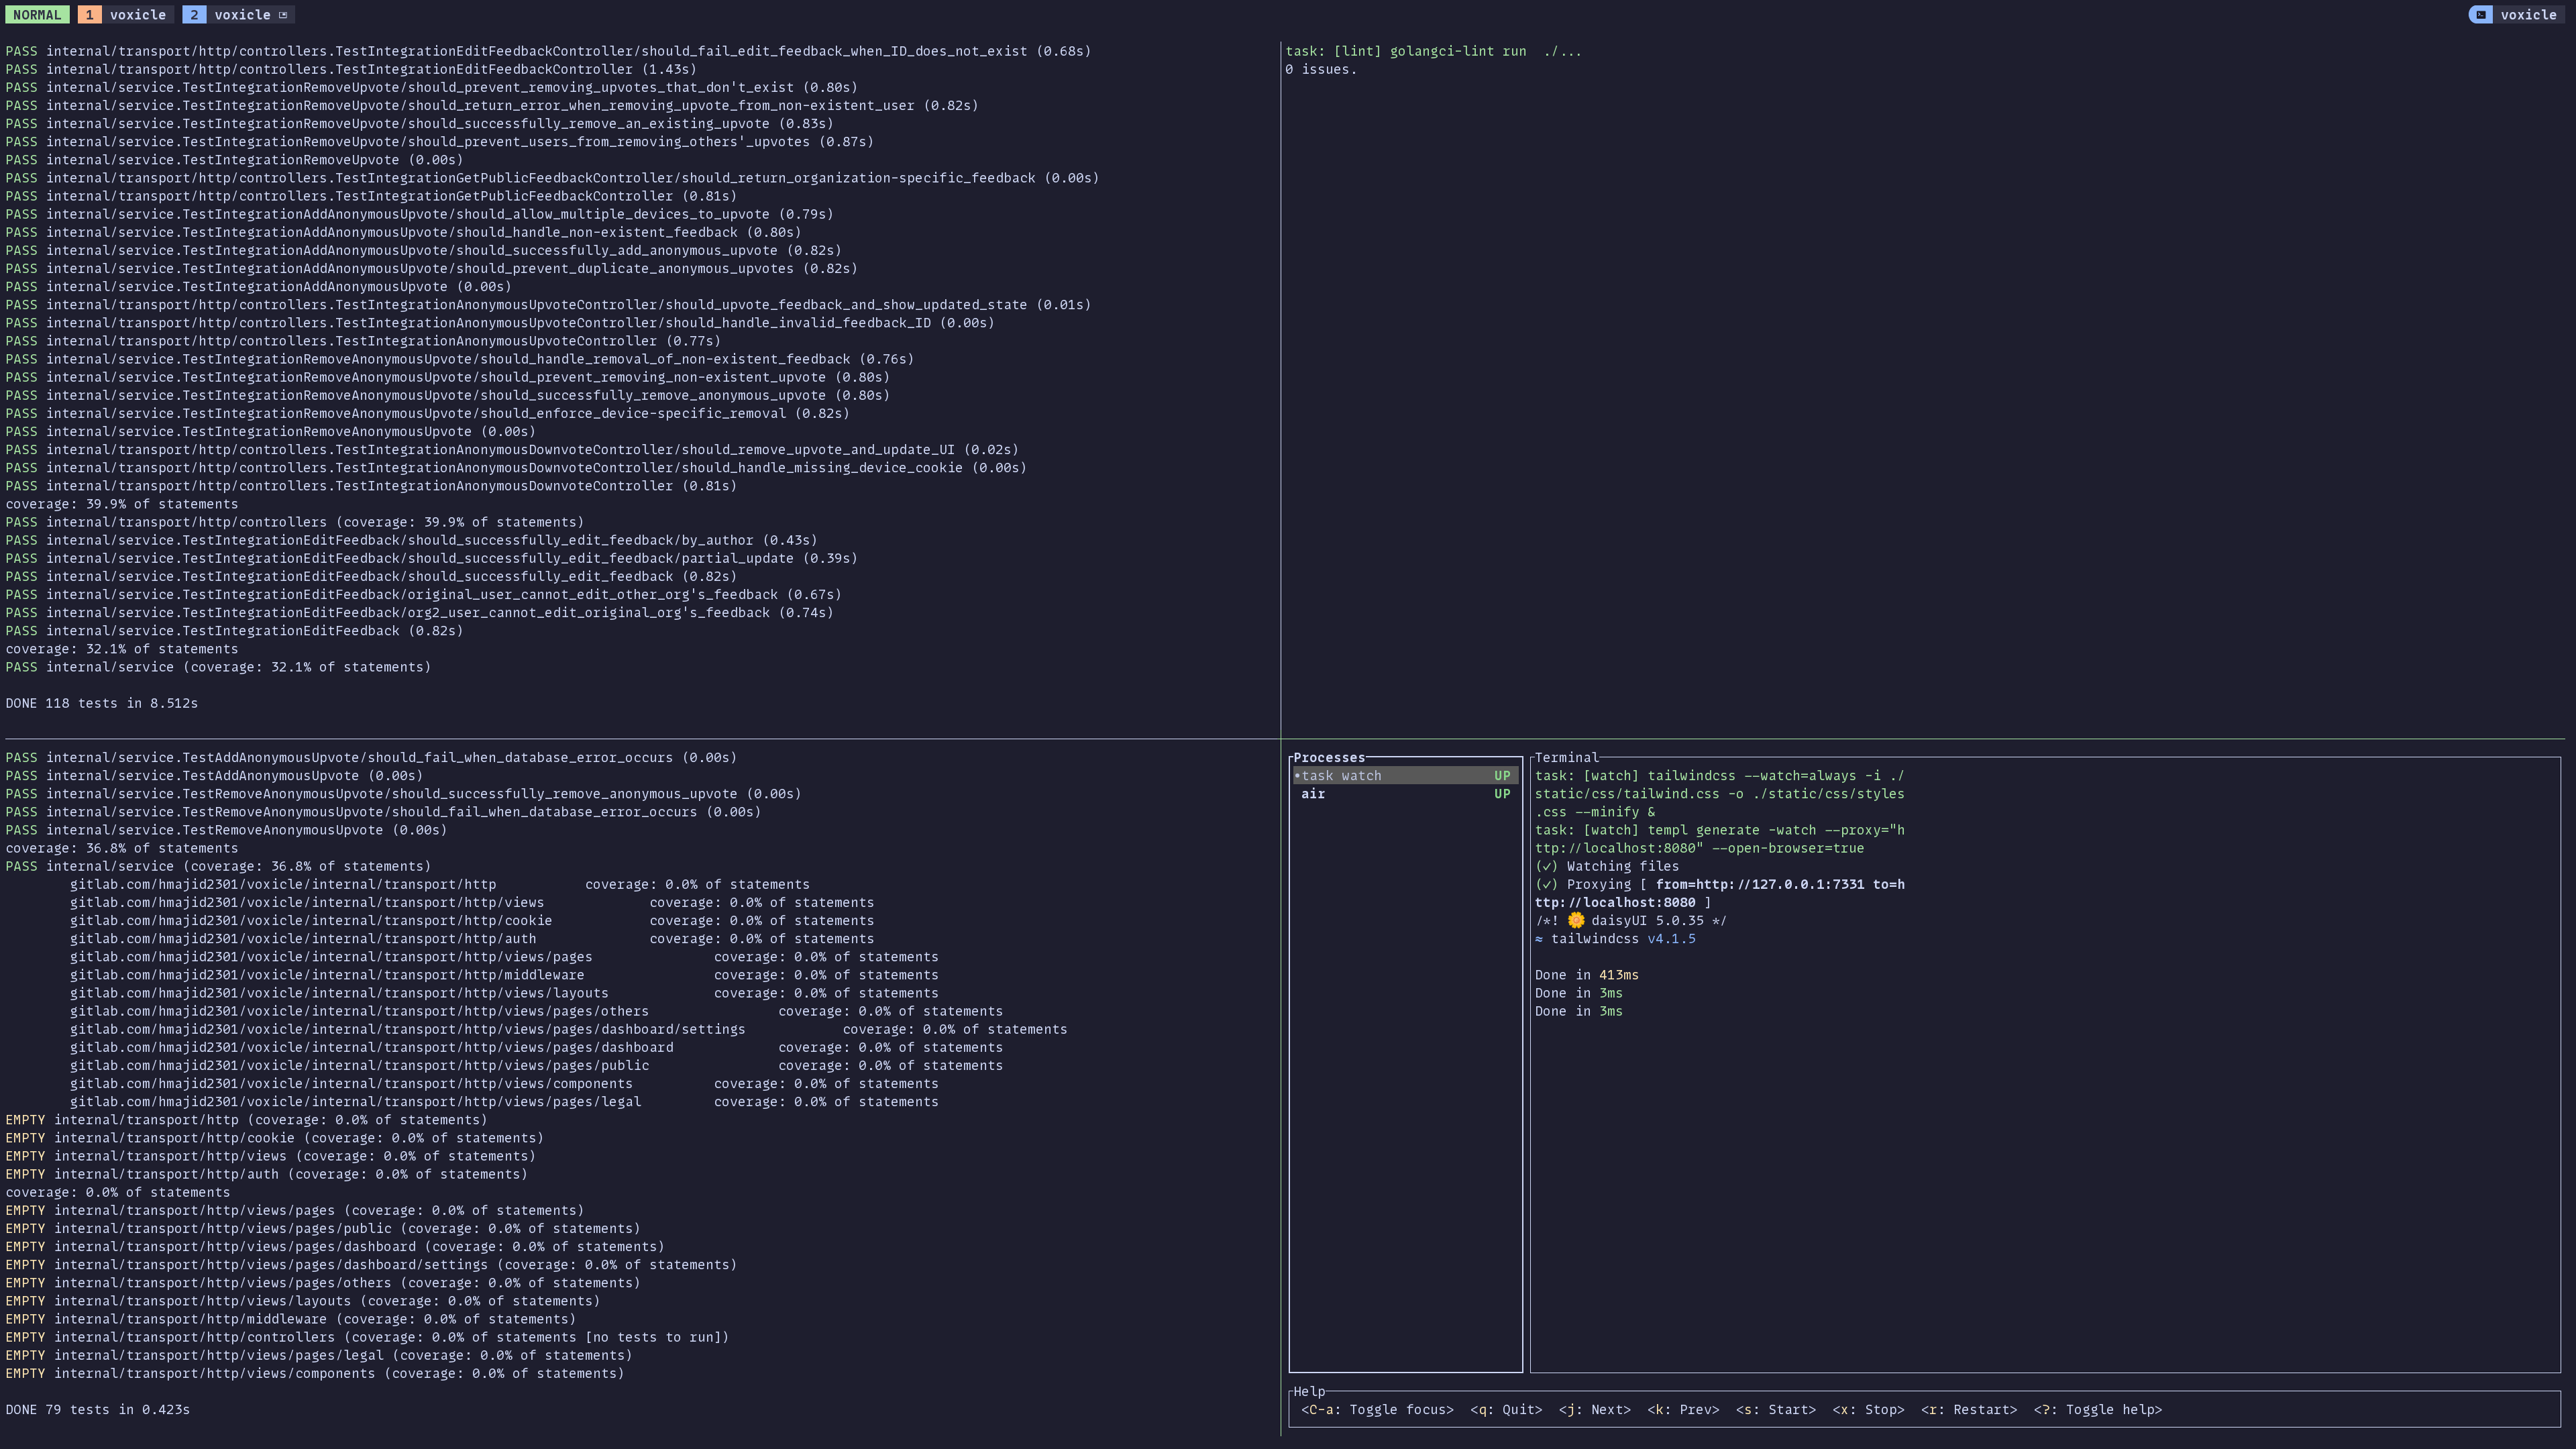 NORMAL 1 voxicle 2 voxicle voxicle
PASS internal/transport/http/controllers.TestIntegrationEditFeedbackController/should_fail_edit_feedback_when_ID_does_not_exist (0.68s)
PASS internal/transport/http/controllers.TestIntegrationEditFeedbackController (1.43s)
PASS internal/service.TestIntegrationRemoveUpvote/should_prevent_removing_upvotes_that_don't_exist (0.80s)
PASS internal/service.TestIntegrationRemoveUpvote/should_return_error_when_removing_upvote_from_non-existent_user (0.82s)
PASS internal/service.TestIntegrationRemoveUpvote/should_successfully_remove_an_existing_upvote (0.83s)
PASS internal/service.TestIntegrationRemoveUpvote/should_prevent_users_from_removing_others'_upvotes (0.87s)
PASS internal/service.TestIntegrationRemoveUpvote (0.00s)
PASS internal/transport/http/controllers.TestIntegrationGetPublicFeedbackController/should_return_organization-specific_feedback (0.00s)
PASS internal/transport/http/controllers.TestIntegrationGetPublicFeedbackController (0.81s)
PASS internal/service.TestIntegrationAddAnonymousUpvote/should_allow_multiple_devices_to_upvote (0.79s)
PASS internal/service.TestIntegrationAddAnonymousUpvote/should_handle_non-existent_feedback (0.80s)
PASS internal/service.TestIntegrationAddAnonymousUpvote/should_successfully_add_anonymous_upvote (0.82s)
PASS internal/service.TestIntegrationAddAnonymousUpvote/should_prevent_duplicate_anonymous_upvotes (0.82s)
PASS internal/service.TestIntegrationAddAnonymousUpvote (0.00s)
PASS internal/transport/http/controllers.TestIntegrationAnonymousUpvoteController/should_upvote_feedback_and_show_updated_state (0.01s)
PASS internal/transport/http/controllers.TestIntegrationAnonymousUpvoteController/should_handle_invalid_feedback_ID (0.00s)
PASS internal/transport/http/controllers.TestIntegrationAnonymousUpvoteController (0.77s)
PASS internal/service.TestIntegrationRemoveAnonymousUpvote/should_handle_removal_of_non-existent_feedback (0.76s)
PASS internal/service.TestIntegrationRemoveAnonymousUpvote/should_prevent_removing_non-existent_upvote (0.80s)
PASS internal/service.TestIntegrationRemoveAnonymousUpvote/should_successfully_remove_anonymous_upvote (0.80s)
PASS internal/service.TestIntegrationRemoveAnonymousUpvote/should_enforce_device-specific_removal (0.82s)
PASS internal/service.TestIntegrationRemoveAnonymousUpvote (0.00s)
PASS internal/transport/http/controllers.TestIntegrationAnonymousDownvoteController/should_remove_upvote_and_update_UI (0.02s)
PASS internal/transport/http/controllers.TestIntegrationAnonymousDownvoteController/should_handle_missing_device_cookie (0.00s)
PASS internal/transport/http/controllers.TestIntegrationAnonymousDownvoteController (0.81s)
coverage: 39.9% of statements
PASS internal/transport/http/controllers (coverage: 39.9% of statements)
PASS internal/service.TestIntegrationEditFeedback/should_successfully_edit_feedback/by_author (0.43s)
PASS internal/service.TestIntegrationEditFeedback/should_successfully_edit_feedback/partial_update (0.39s)
PASS internal/service.TestIntegrationEditFeedback/should_successfully_edit_feedback (0.82s)
PASS internal/service.TestIntegrationEditFeedback/original_user_cannot_edit_other_org's_feedback (0.67s)
PASS internal/service.TestIntegrationEditFeedback/org2_user_cannot_edit_original_org's_feedback (0.74s)
PASS internal/service.TestIntegrationEditFeedback (0.82s)
coverage: 32.1% of statements
PASS internal/service (coverage: 32.1% of statements)
DONE 118 tests in 8.512s
task: [lint] golangci-lint run ./...
0 issues.
PASS internal/service.TestAddAnonymousUpvote/should_fail_when_database_error_occurs (0.00s)
PASS internal/service.TestAddAnonymousUpvote (0.00s)
PASS internal/service.TestRemoveAnonymousUpvote/should_successfully_remove_anonymous_upvote (0.00s)
PASS internal/service.TestRemoveAnonymousUpvote/should_fail_when_database_error_occurs (0.00s)
PASS internal/service.TestRemoveAnonymousUpvote (0.00s)
coverage: 36.8% of statements
PASS internal/service (coverage: 36.8% of statements)
gitlab.com/hmajid2301/voxicle/internal/transport/http coverage: 0.0% of statements
gitlab.com/hmajid2301/voxicle/internal/transport/http/views coverage: 0.0% of statements
gitlab.com/hmajid2301/voxicle/internal/transport/http/cookie coverage: 0.0% of statements
gitlab.com/hmajid2301/voxicle/internal/transport/http/auth coverage: 0.0% of statements
gitlab.com/hmajid2301/voxicle/internal/transport/http/views/pages coverage: 0.0% of statements
gitlab.com/hmajid2301/voxicle/internal/transport/http/middleware coverage: 0.0% of statements
gitlab.com/hmajid2301/voxicle/internal/transport/http/views/layouts coverage: 0.0% of statements
gitlab.com/hmajid2301/voxicle/internal/transport/http/views/pages/others coverage: 0.0% of statements
gitlab.com/hmajid2301/voxicle/internal/transport/http/views/pages/dashboard/settings coverage: 0.0% of statements
gitlab.com/hmajid2301/voxicle/internal/transport/http/views/pages/dashboard coverage: 0.0% of statements
gitlab.com/hmajid2301/voxicle/internal/transport/http/views/pages/public coverage: 0.0% of statements
gitlab.com/hmajid2301/voxicle/internal/transport/http/views/components coverage: 0.0% of statements
gitlab.com/hmajid2301/voxicle/internal/transport/http/views/pages/legal coverage: 0.0% of statements
EMPTY internal/transport/http (coverage: 0.0% of statements)
EMPTY internal/transport/http/cookie (coverage: 0.0% of statements)
EMPTY internal/transport/http/views (coverage: 0.0% of statements)
EMPTY internal/transport/http/auth (coverage: 0.0% of statements)
coverage: 0.0% of statements
EMPTY internal/transport/http/views/pages (coverage: 0.0% of statements)
EMPTY internal/transport/http/views/pages/public (coverage: 0.0% of statements)
EMPTY internal/transport/http/views/pages/dashboard (coverage: 0.0% of statements)
EMPTY internal/transport/http/views/pages/dashboard/settings (coverage: 0.0% of statements)
EMPTY internal/transport/http/views/pages/others (coverage: 0.0% of statements)
EMPTY internal/transport/http/views/layouts (coverage: 0.0% of statements)
EMPTY internal/transport/http/middleware (coverage: 0.0% of statements)
EMPTY internal/transport/http/controllers (coverage: 0.0% of statements [no tests to run])
EMPTY internal/transport/http/views/pages/legal (coverage: 0.0% of statements)
EMPTY internal/transport/http/views/components (coverage: 0.0% of statements)
DONE 79 tests in 0.423s
Processes
•task watch UP
air UP
Terminal
task: [watch] tailwindcss --watch=always -i ./
static/css/tailwind.css -o ./static/css/styles
.css --minify &
task: [watch] templ generate -watch --proxy="h
ttp://localhost:8080" --open-browser=true
(✓) Watching files
(✓) Proxying [ from=http://127.0.0.1:7331 to=h
ttp://localhost:8080 ]
/*! 🌼 daisyUI 5.0.35 */
≈ tailwindcss v4.1.5
Done in 413ms
Done in 3ms
Done in 3ms
Help
<C-a: Toggle focus> <q: Quit> <j: Next> <k: Prev> <s: Start> <x: Stop> <r: Restart> <?: Toggle help>